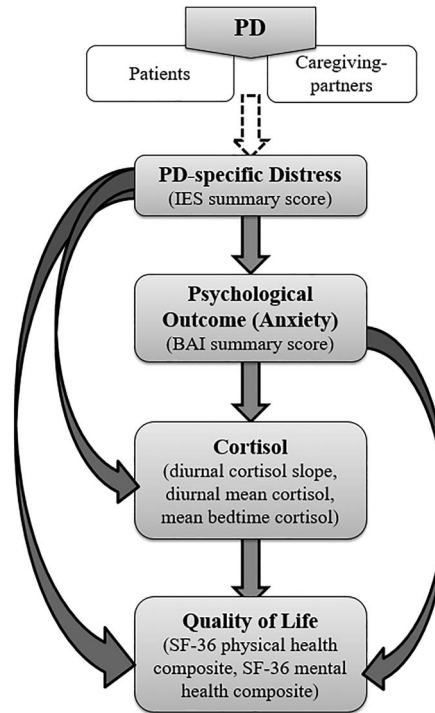 PD
Patients
Caregiving-
partners
PD-specific Distress
(IES summary score)
Psychological
Outcome (Anxiety)
(BAI summary score)
Cortisol
(diurnal cortisol slope,
diurnal mean cortisol,
mean bedtime cortisol)
Quality of Life
(SF-36 physical health
composite, SF-36 mental
health composite)